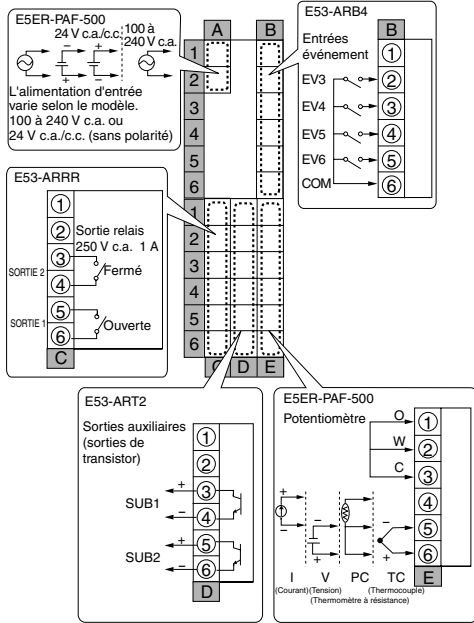 E5ER-PAF-500
24 V c.a./c.c.
100 à
240 V c.a.
+ − − +
L'alimentation d'entrée
varie selon le modèle.
100 à 240 V c.a. ou
24 V c.a./c.c. (sans polarité)
A B
1
2
3
4
5
6
1
2
3
4
5
6
C D E
E53-ARB4
Entrées
événement
B
1
EV3 2
EV4 3
EV5 4
EV6 5
COM 6
E53-ARRR
1
2
Sortie relais
250 V c.a. 1 A
3
SORTIE 2 Fermé
4
5
SORTIE 1 Ouverte
6
C
E53-ART2
Sorties auxiliaires
(sorties de
transistor)
1
2
+ 3
SUB1
− 4
+ 5
SUB2
− 6
D
E5ER-PAF-500
Potentiomètre
O 1
W 2
C 3
4
5
6
+ − − +
− +
I V PC TC
E
(Courant) (Tension) (Thermocouple)
(Thermomètre à résistance)